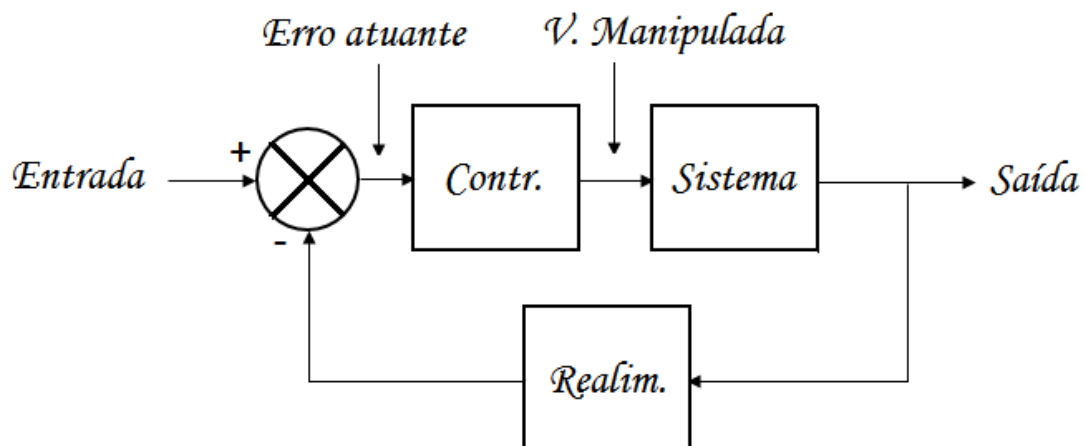 Erro atuante
V. Manipulada
+
Entrada
Contr.
Sistema
Saída
-
Realim.